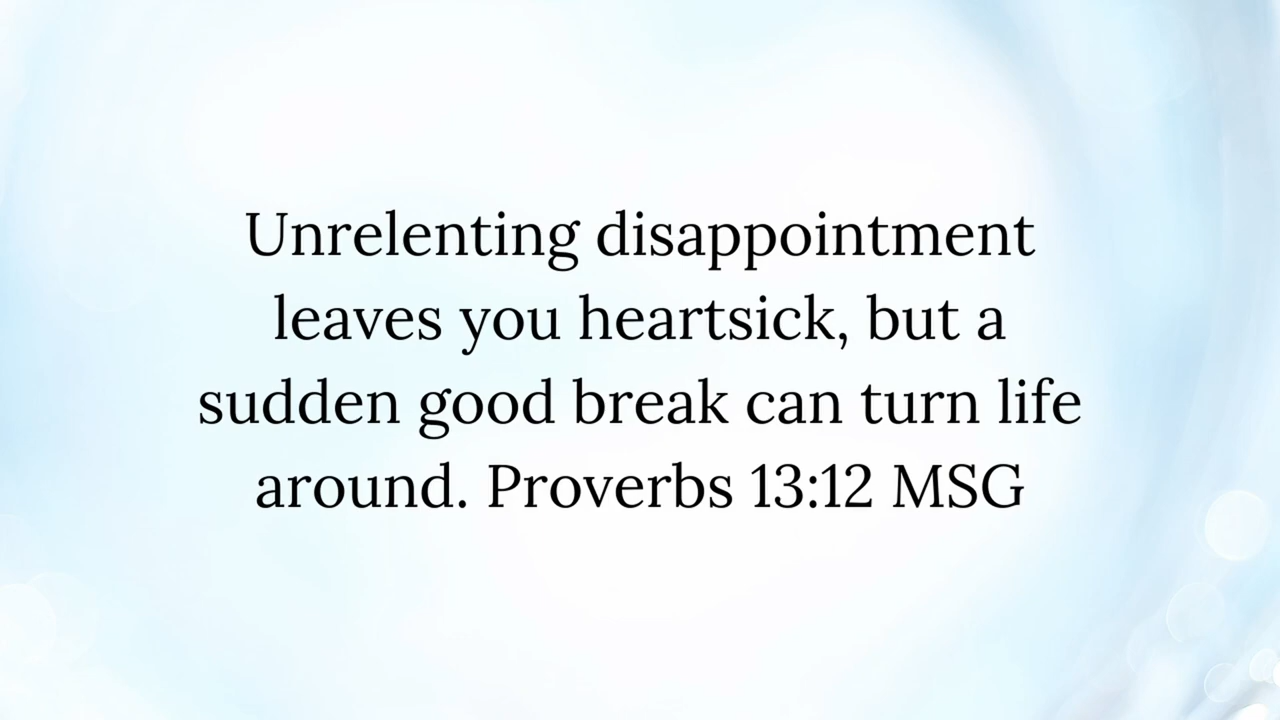 Unrelenting disappointment
leaves you heartsick, but a
sudden good break can turn life
around. Proverbs 13:12 MSG